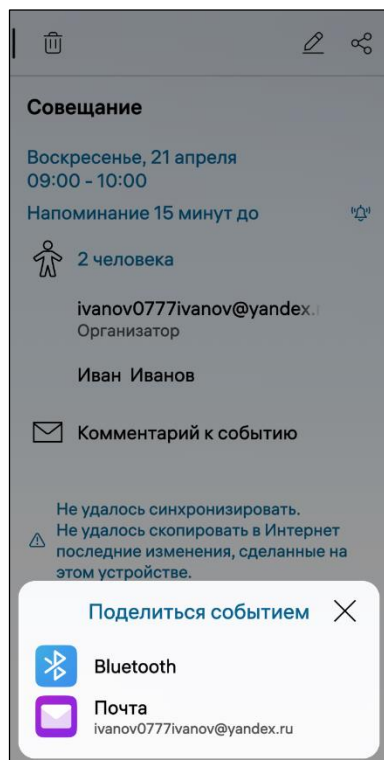 Совещание
Воскресенье, 21 апреля
09:00 - 10:00
Напоминание 15 минут до
2 человека
ivanov0777ivanov@yandex.
Организатор
Иван Иванов
Комментарий к событию
Не удалось синхронизировать.
Не удалось скопировать в Интернет
последние изменения, сделанные на
этом устройстве.
Поделиться событием
Bluetooth
Почта
ivanov0777ivanov@yandex.ru